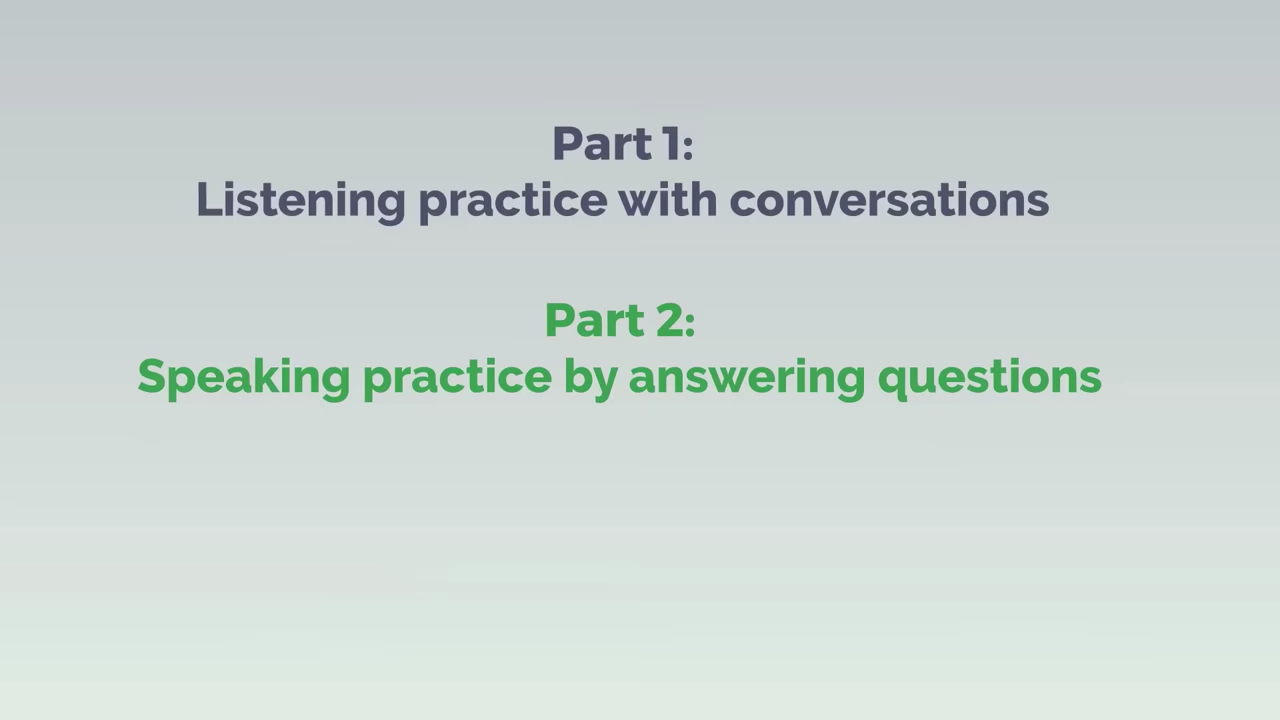 Part 1:
Listening practice with conversations
Part 2:
Speaking practice by answering questions